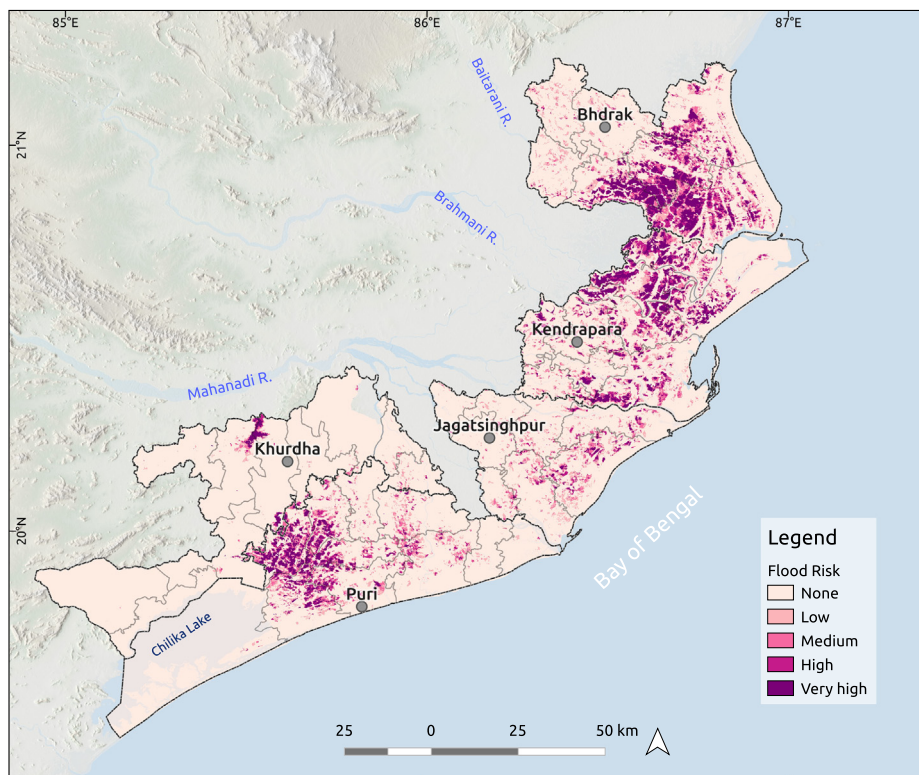 85°E
86°E
87°E
21°N
20°N
Baitarani R.
Bhdrak
Brahmani R.
Kendrapara
Mahanadi R.
Jagatsinghpur
Khurdha
Bay of Bengal
Puri
Chilika Lake
Legend
Flood Risk
None
Low
Medium
High
Very high
25 0 25 50 km